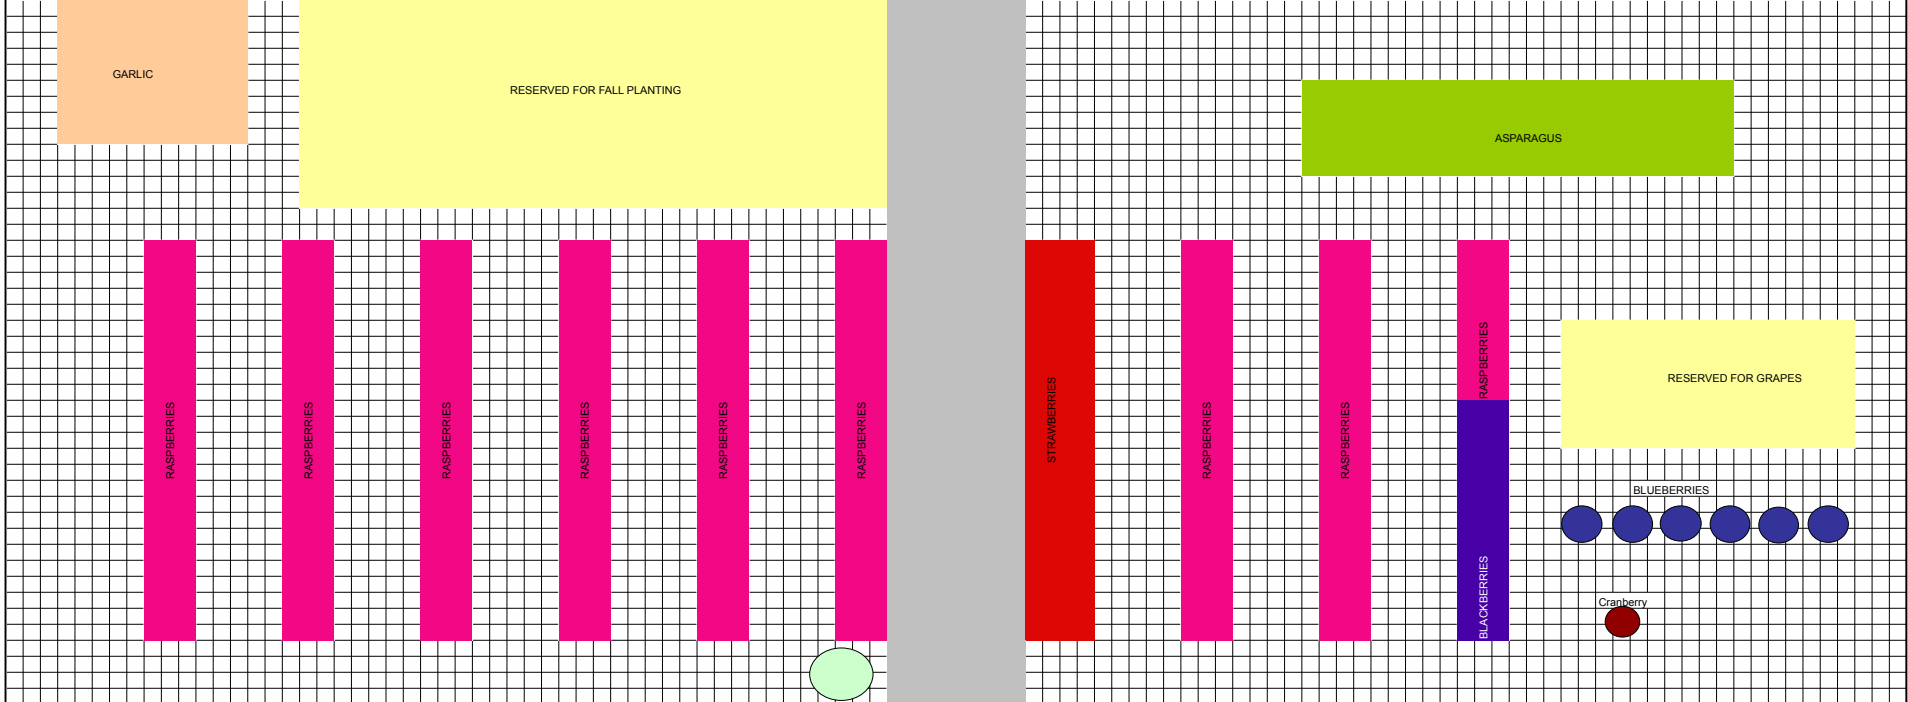 GARLIC
RESERVED FOR FALL PLANTING
ASPARAGUS
RASPBERRIES
RASPBERRIES
RASPBERRIES
RASPBERRIES
RASPBERRIES
RASPBERRIES
STRAWBERRIES
RASPBERRIES
RASPBERRIES
RASPBERRIES
BLACKBERRIES
RESERVED FOR GRAPES
BLUEBERRIES
Cranberry